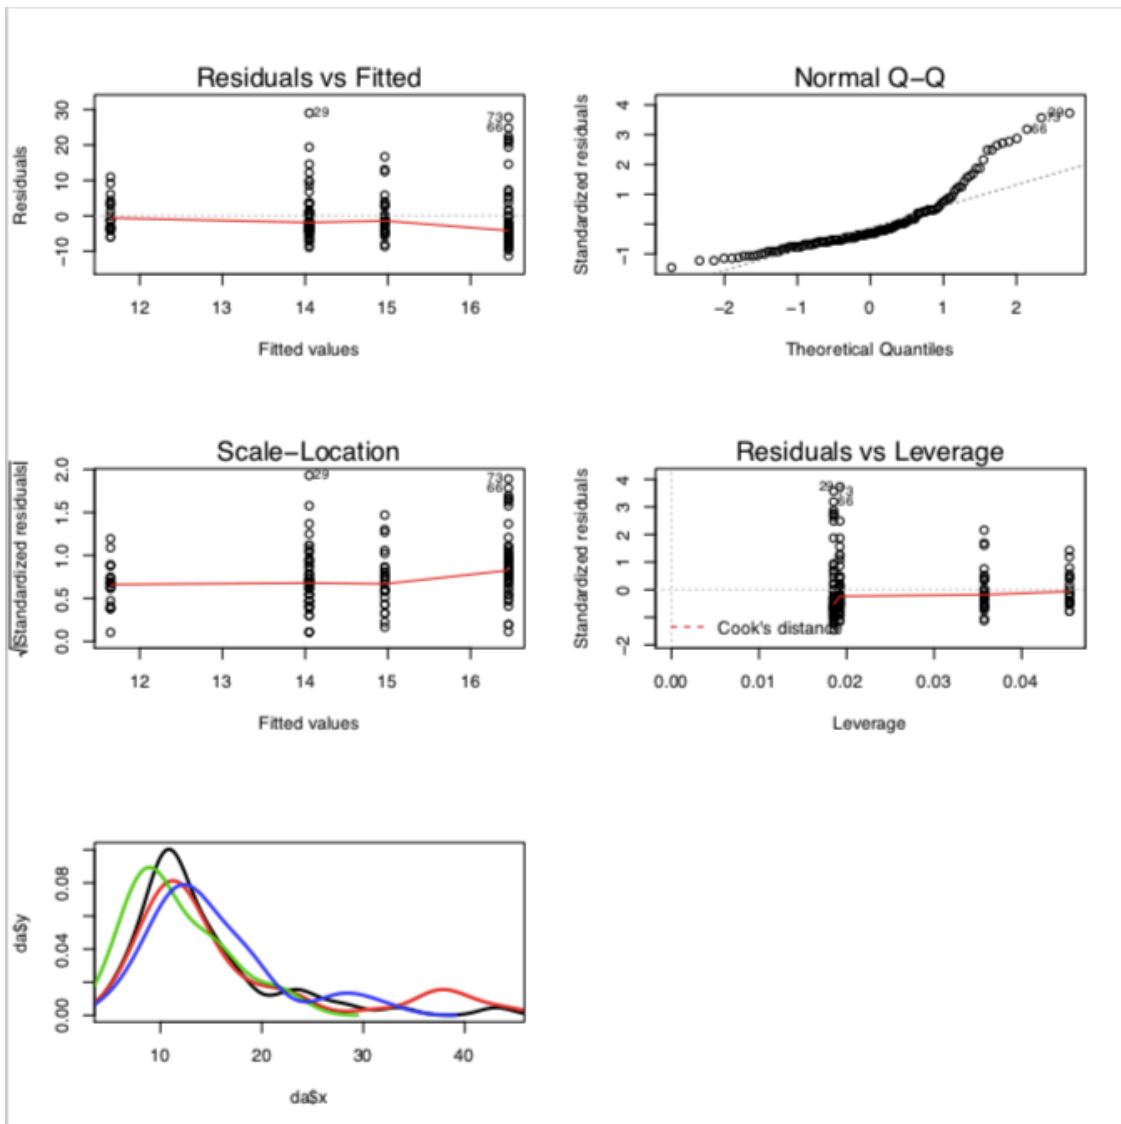 Residuals vs Fitted
Residuals
−10 0 10 20 30
29
73
66
12 13 14 15 16
Fitted values
Normal Q−Q
Standardized residuals
−1 1 2 3 4
29
73
66
−2 −1 0 1 2
Theoretical Quantiles
Scale−Location
√|Standardized residuals|
0.0 0.5 1.0 1.5 2.0
29
73
66
12 13 14 15 16
Fitted values
Residuals vs Leverage
Standardized residuals
−2 0 1 2 3 4
29
73
66
Cook's distanc
0.00 0.01 0.02 0.03 0.04
Leverage
da$y
0.00 0.04 0.08
10 20 30 40
da$x